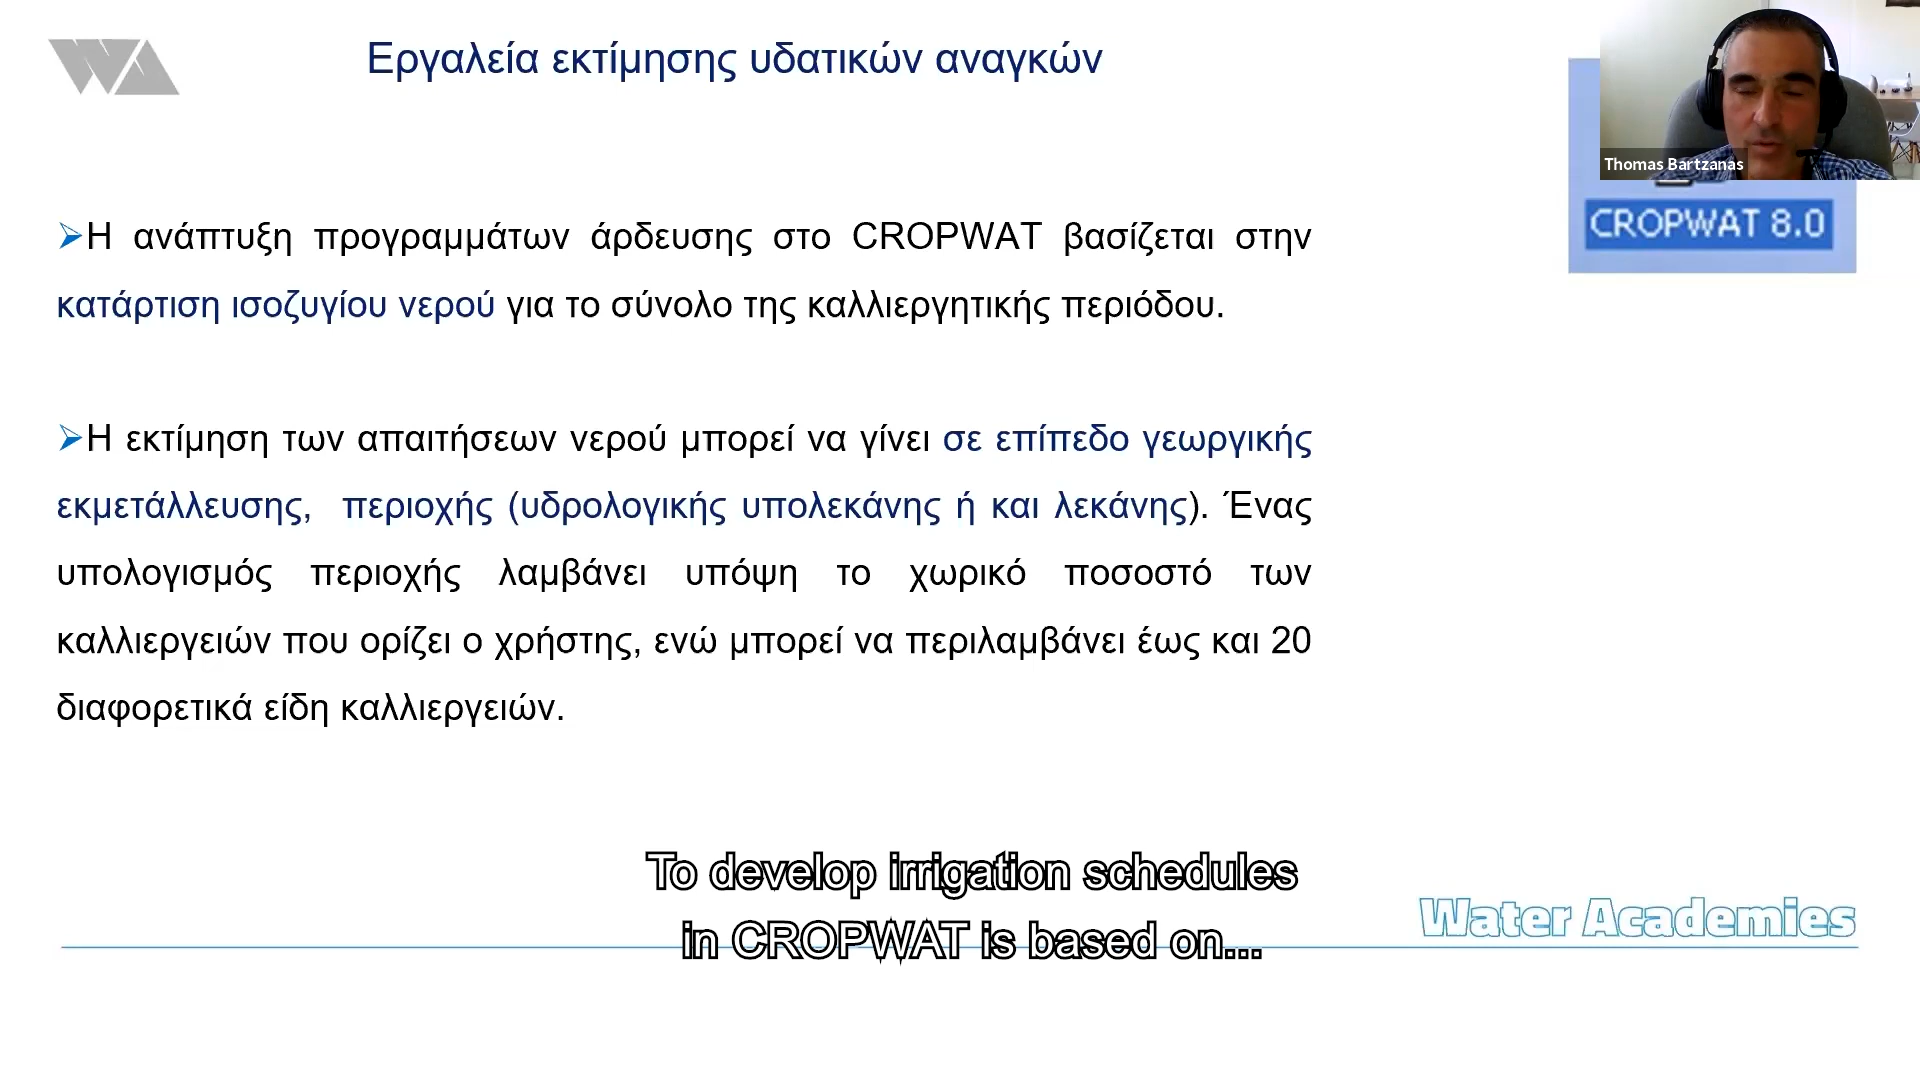 WA
Εργαλεία εκτίμησης υδατικών αναγκών
Thomas Bartzanas
CROPWAT 8.0
➢Η ανάπτυξη προγραμμάτων άρδευσης στο CROPWAT βασίζεται στην
κατάρτιση ισοζυγίου νερού για το σύνολο της καλλιεργητικής περιόδου.
➢Η εκτίμηση των απαιτήσεων νερού μπορεί να γίνει σε επίπεδο γεωργικής
εκμετάλλευσης, περιοχής (υδρολογικής υπολεκάνης ή και λεκάνης). Ένας
υπολογισμός περιοχής λαμβάνει υπόψη το χωρικό ποσοστό των
καλλιεργειών που ορίζει ο χρήστης, ενώ μπορεί να περιλαμβάνει έως και 20
διαφορετικά είδη καλλιεργειών.
To develop irrigation schedules
in CROPWAT is based on...
Water Academies